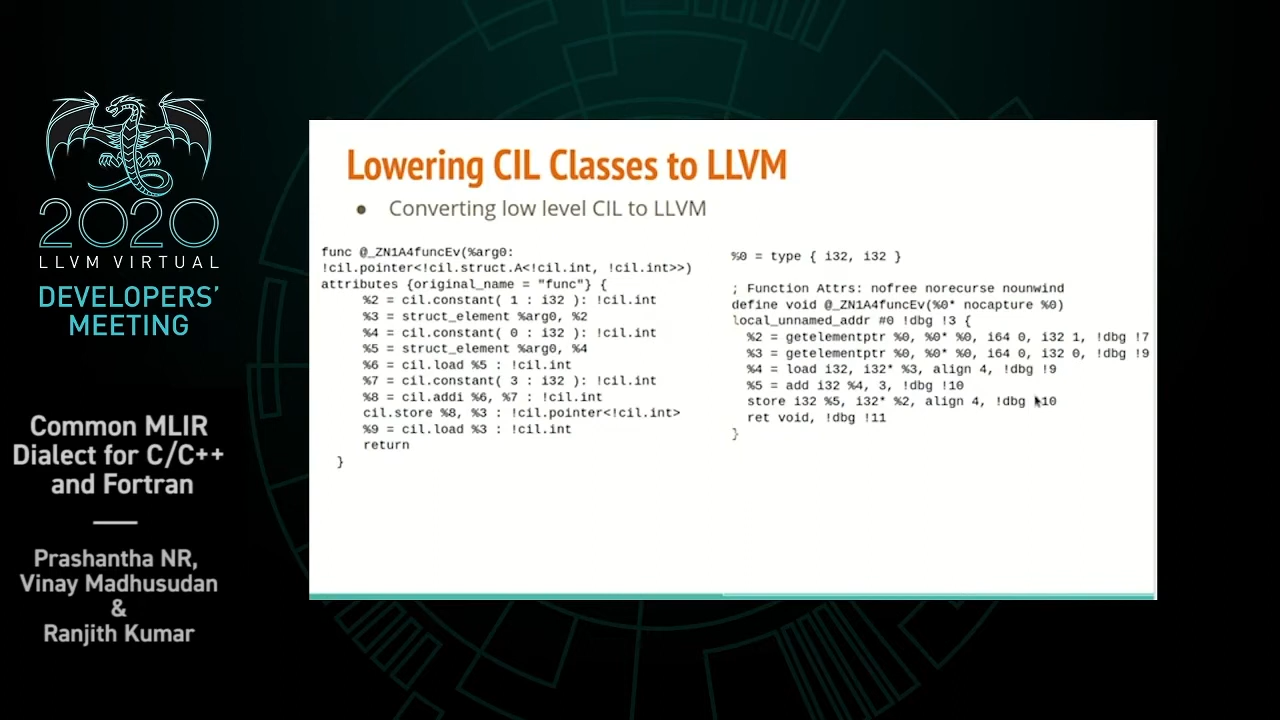 2020
LLVM VIRTUAL
DEVELOPERS'
MEETING
Common MLIR
Dialect for C/C++
and Fortran
Prashantha NR,
Vinay Madhusudan
&
Ranjith Kumar
Lowering CIL Classes to LLVM
● Converting low level CIL to LLVM
func @_ZN1A4funcEv(%arg0:
!cil.pointer<!cil.struct.A<!cil.int, !cil.int>>)
attributes {original_name = "func"} {
%2 = cil.constant( 1 : i32 ): !cil.int
%3 = struct_element %arg0, %2
%4 = cil.constant( 0 : i32 ): !cil.int
%5 = struct_element %arg0, %4
%6 = cil.load %5 : !cil.int
%7 = cil.constant( 3 : i32 ): !cil.int
%8 = cil.addi %6, %7 : !cil.int
cil.store %8, %3 : !cil.pointer<!cil.int>
%9 = cil.load %3 : !cil.int
return
}
%0 = type { i32, i32 }
; Function Attrs: nofree norecurse nounwind
define void @_ZN1A4funcEv(%0* nocapture %0)
local_unnamed_addr #0 !dbg !3 {
%2 = getelementptr %0, %0* %0, i64 0, i32 1, !dbg !7
%3 = getelementptr %0, %0* %0, i64 0, i32 0, !dbg !9
%4 = load i32, i32* %3, align 4, !dbg !9
%5 = add i32 %4, 3, !dbg !10
store i32 %5, i32* %2, align 4, !dbg !10
ret void, !dbg !11
}